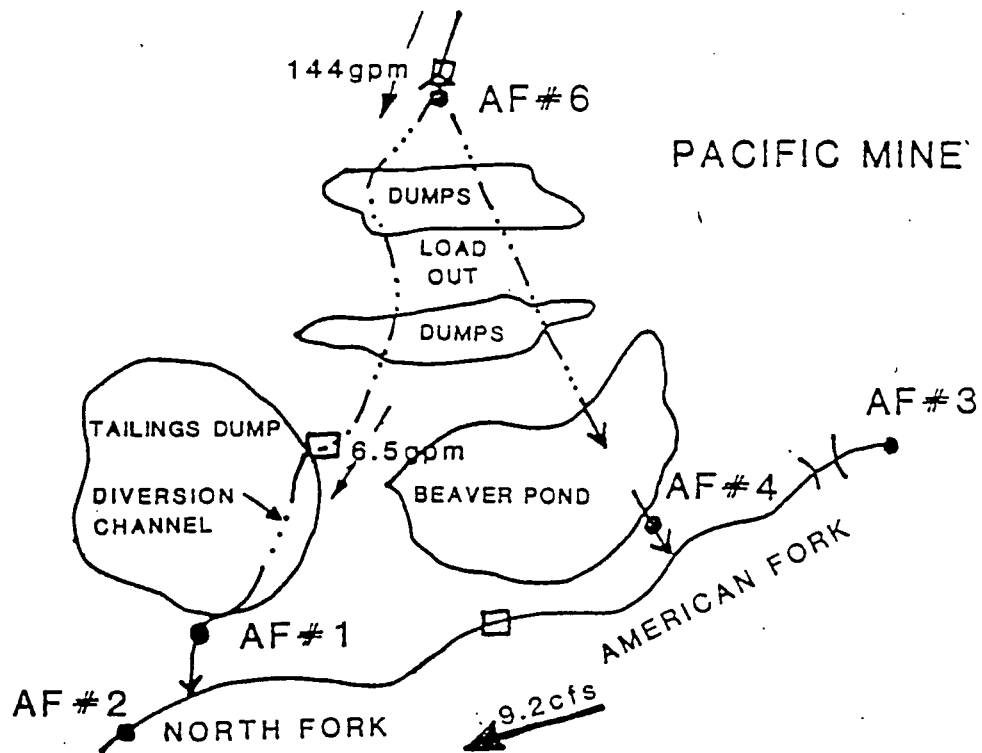 144gpm
AF#6
PACIFIC MINE
DUMPS
LOAD
OUT
DUMPS
AF#3
TAILINGS DUMP
6.5gpm
BEAVER POND
AF#4
DIVERSION
CHANNEL
AMERICAN FORK
AF#1
AF#2
NORTH FORK
9.2cfs